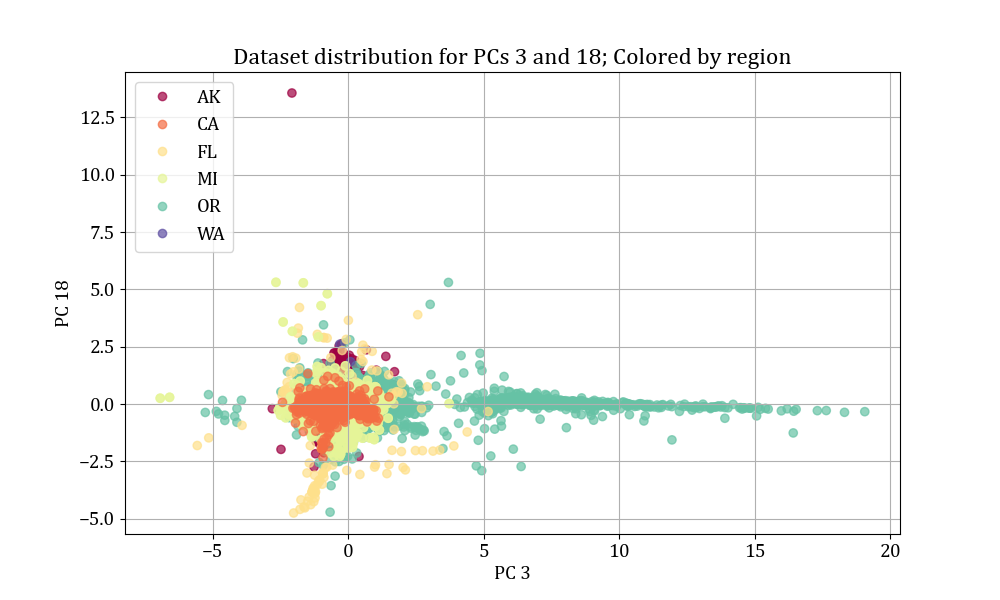 Dataset distribution for PCs 3 and 18; Colored by region
AK
CA
FL
MI
OR
WA
12.5
10.0
7.5
5.0
2.5
0.0
−2.5
−5.0
PC 18
−5
0
5
10
15
20
PC 3